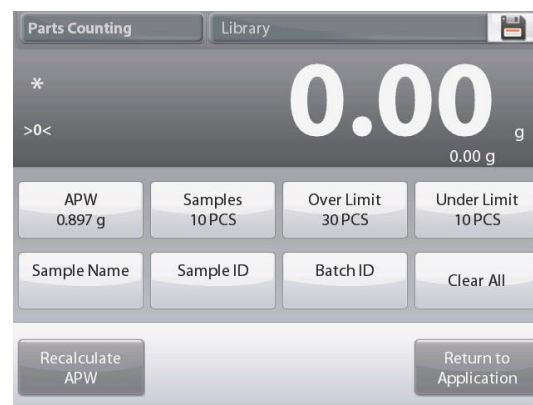 Parts Counting
Library
*
0.00 g
>0<
0.00 g
APW
0.897 g
Samples
10 PCS
Over Limit
30 PCS
Under Limit
10 PCS
Sample Name
Sample ID
Batch ID
Clear All
Recalculate
APW
Return to
Application